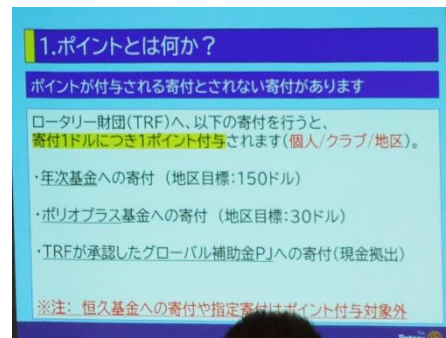 1.ポイントとは何か?
ポイントが付与される寄付とされない寄付があります
ロータリー財団(TRF)へ、以下の寄付を行うと、
寄付1ドルにつき1ポイント付与されます(個人/クラブ/地区)。
・年次基金への寄付 (地区目標:150ドル)
・ポリオプラス基金への寄付 (地区目標:30ドル)
・TRFが承認したグローバル補助金PJへの寄付(現金拠出)
※注: 恒久基金への寄付や指定寄付はポイント付与対象外